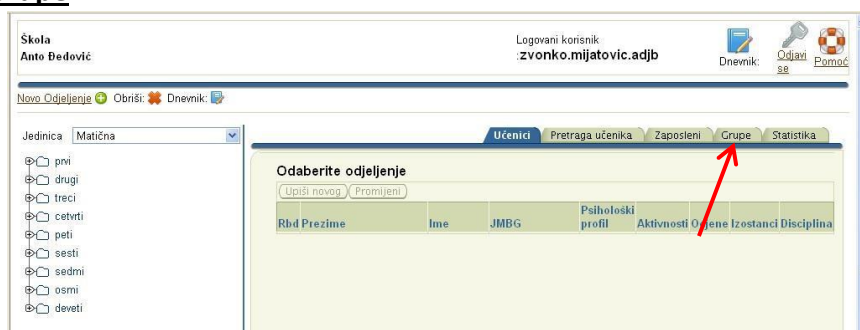 Škola
Anto Đedović
Logovani korisnik
:zvonko.mijatovic.adjb
Dnevnik:
Odjavi
se
Pomoć
Novo Odjeljenje Obriši: Dnevnik:
Jedinica Matična
Učenici Pretraga učenika Zaposleni Grupe Statistika
prvi
drugi
treci
cetvrti
peti
sesti
sedmi
osmi
deveti
Odaberite odjeljenje
Upiši novog Promijeni
Rbd Prezime Ime JMBG Psihološki profil Aktivnosti Ocjene Izostanci Disciplina